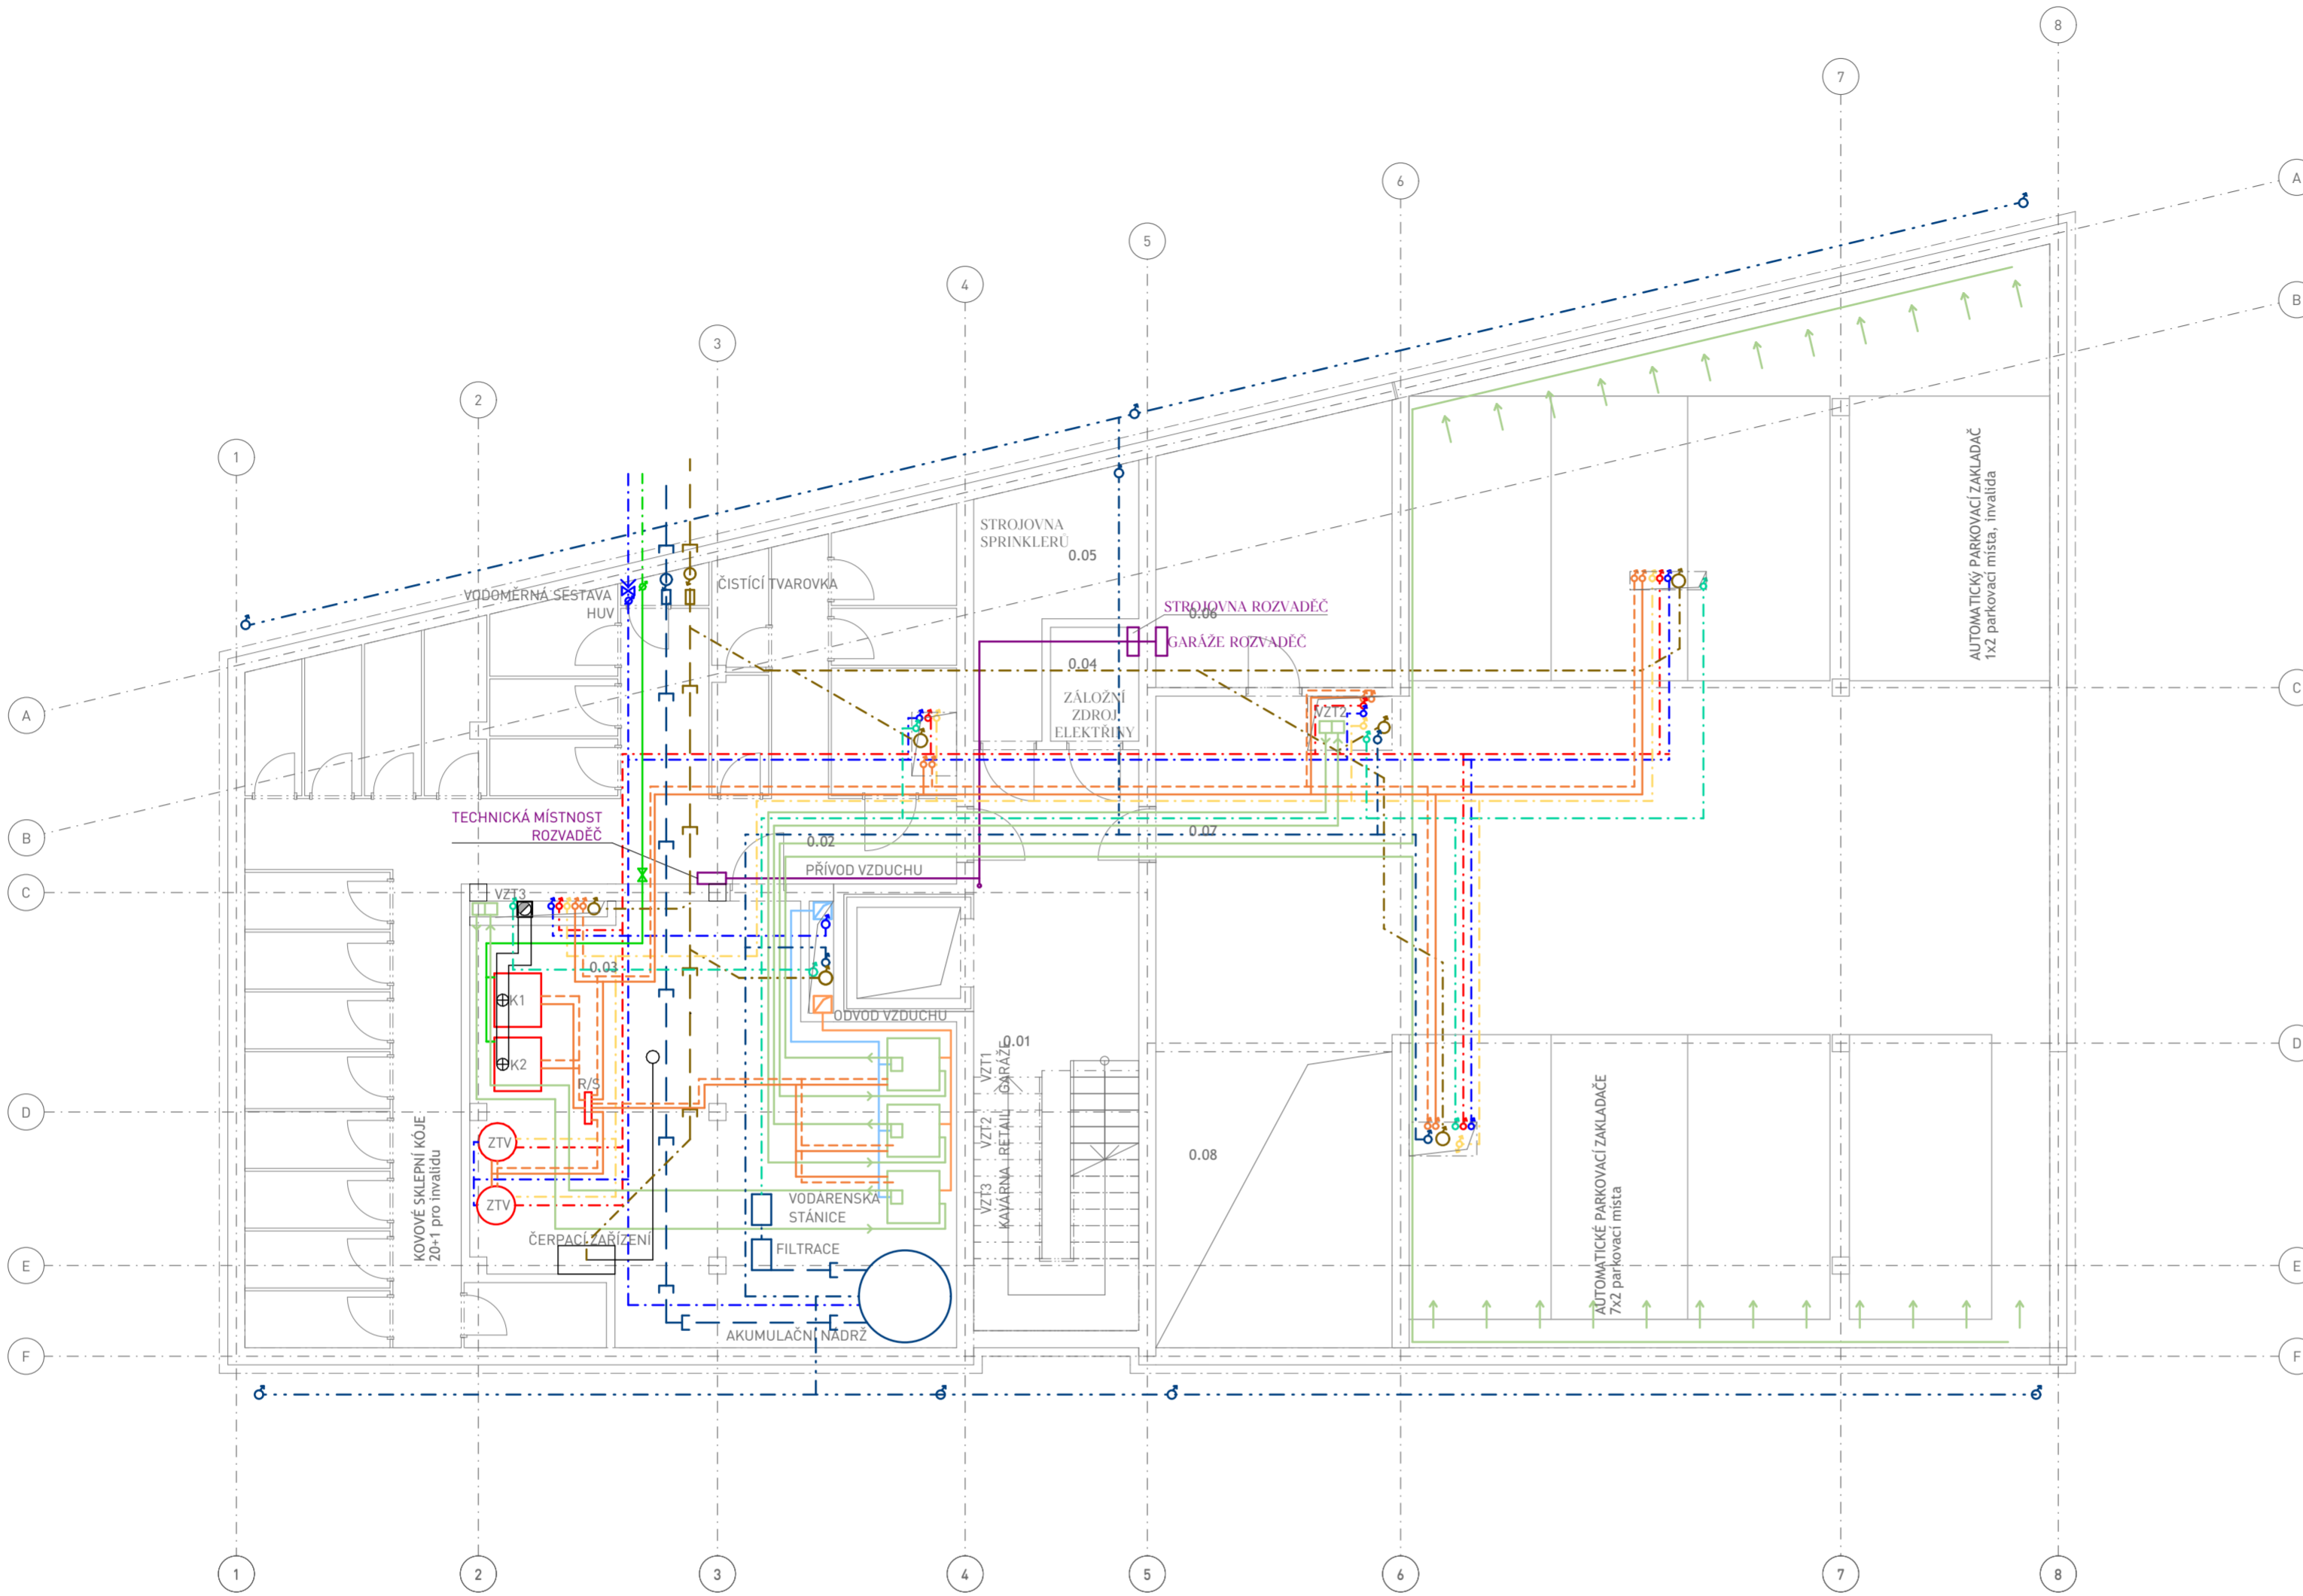 8
7
6
5
4
3
2
1
A
B
C
D
E
F
A
B
C
D
E
F
STROJOVNA
SPRINKLERŮ
0.05
ČISTÍCÍ TVAROVKA
VODOMĚRNÁ SESTAVA
HUV
STROJOVNA ROZVADĚČ
0.06
GARÁŽE ROZVADĚČ
0.04
ZÁLOŽNÍ
ZDROJ
ELEKTŘINY
VZT2
AUTOMATICKÝ PARKOVACÍ ZAKLADAČ
1x2 parkovací místa, invalida
TECHNICKÁ MÍSTNOST
ROZVADĚČ
0.02
0.07
PŘÍVOD VZDUCHU
VZT3
0.03
K1
K2
R/S
ODVOD VZDUCHU
0.01
VZT1
GARÁŽE
VZT2
RETAIL
VZT3
KAVÁRNA
ZTV
ZTV
KOVOVÉ SKLEPNÍ KÓJE
20+1 pro invalidu
0.08
AUTOMATICKÉ PARKOVACÍ ZAKLADAČE
7x2 parkovací místa
VODÁRENSKÁ
STÁNICE
ČERPACÍ ZAŘÍZENÍ
FILTRACE
AKUMULAČNÍ NÁDRŽ
1
2
3
4
5
6
7
8